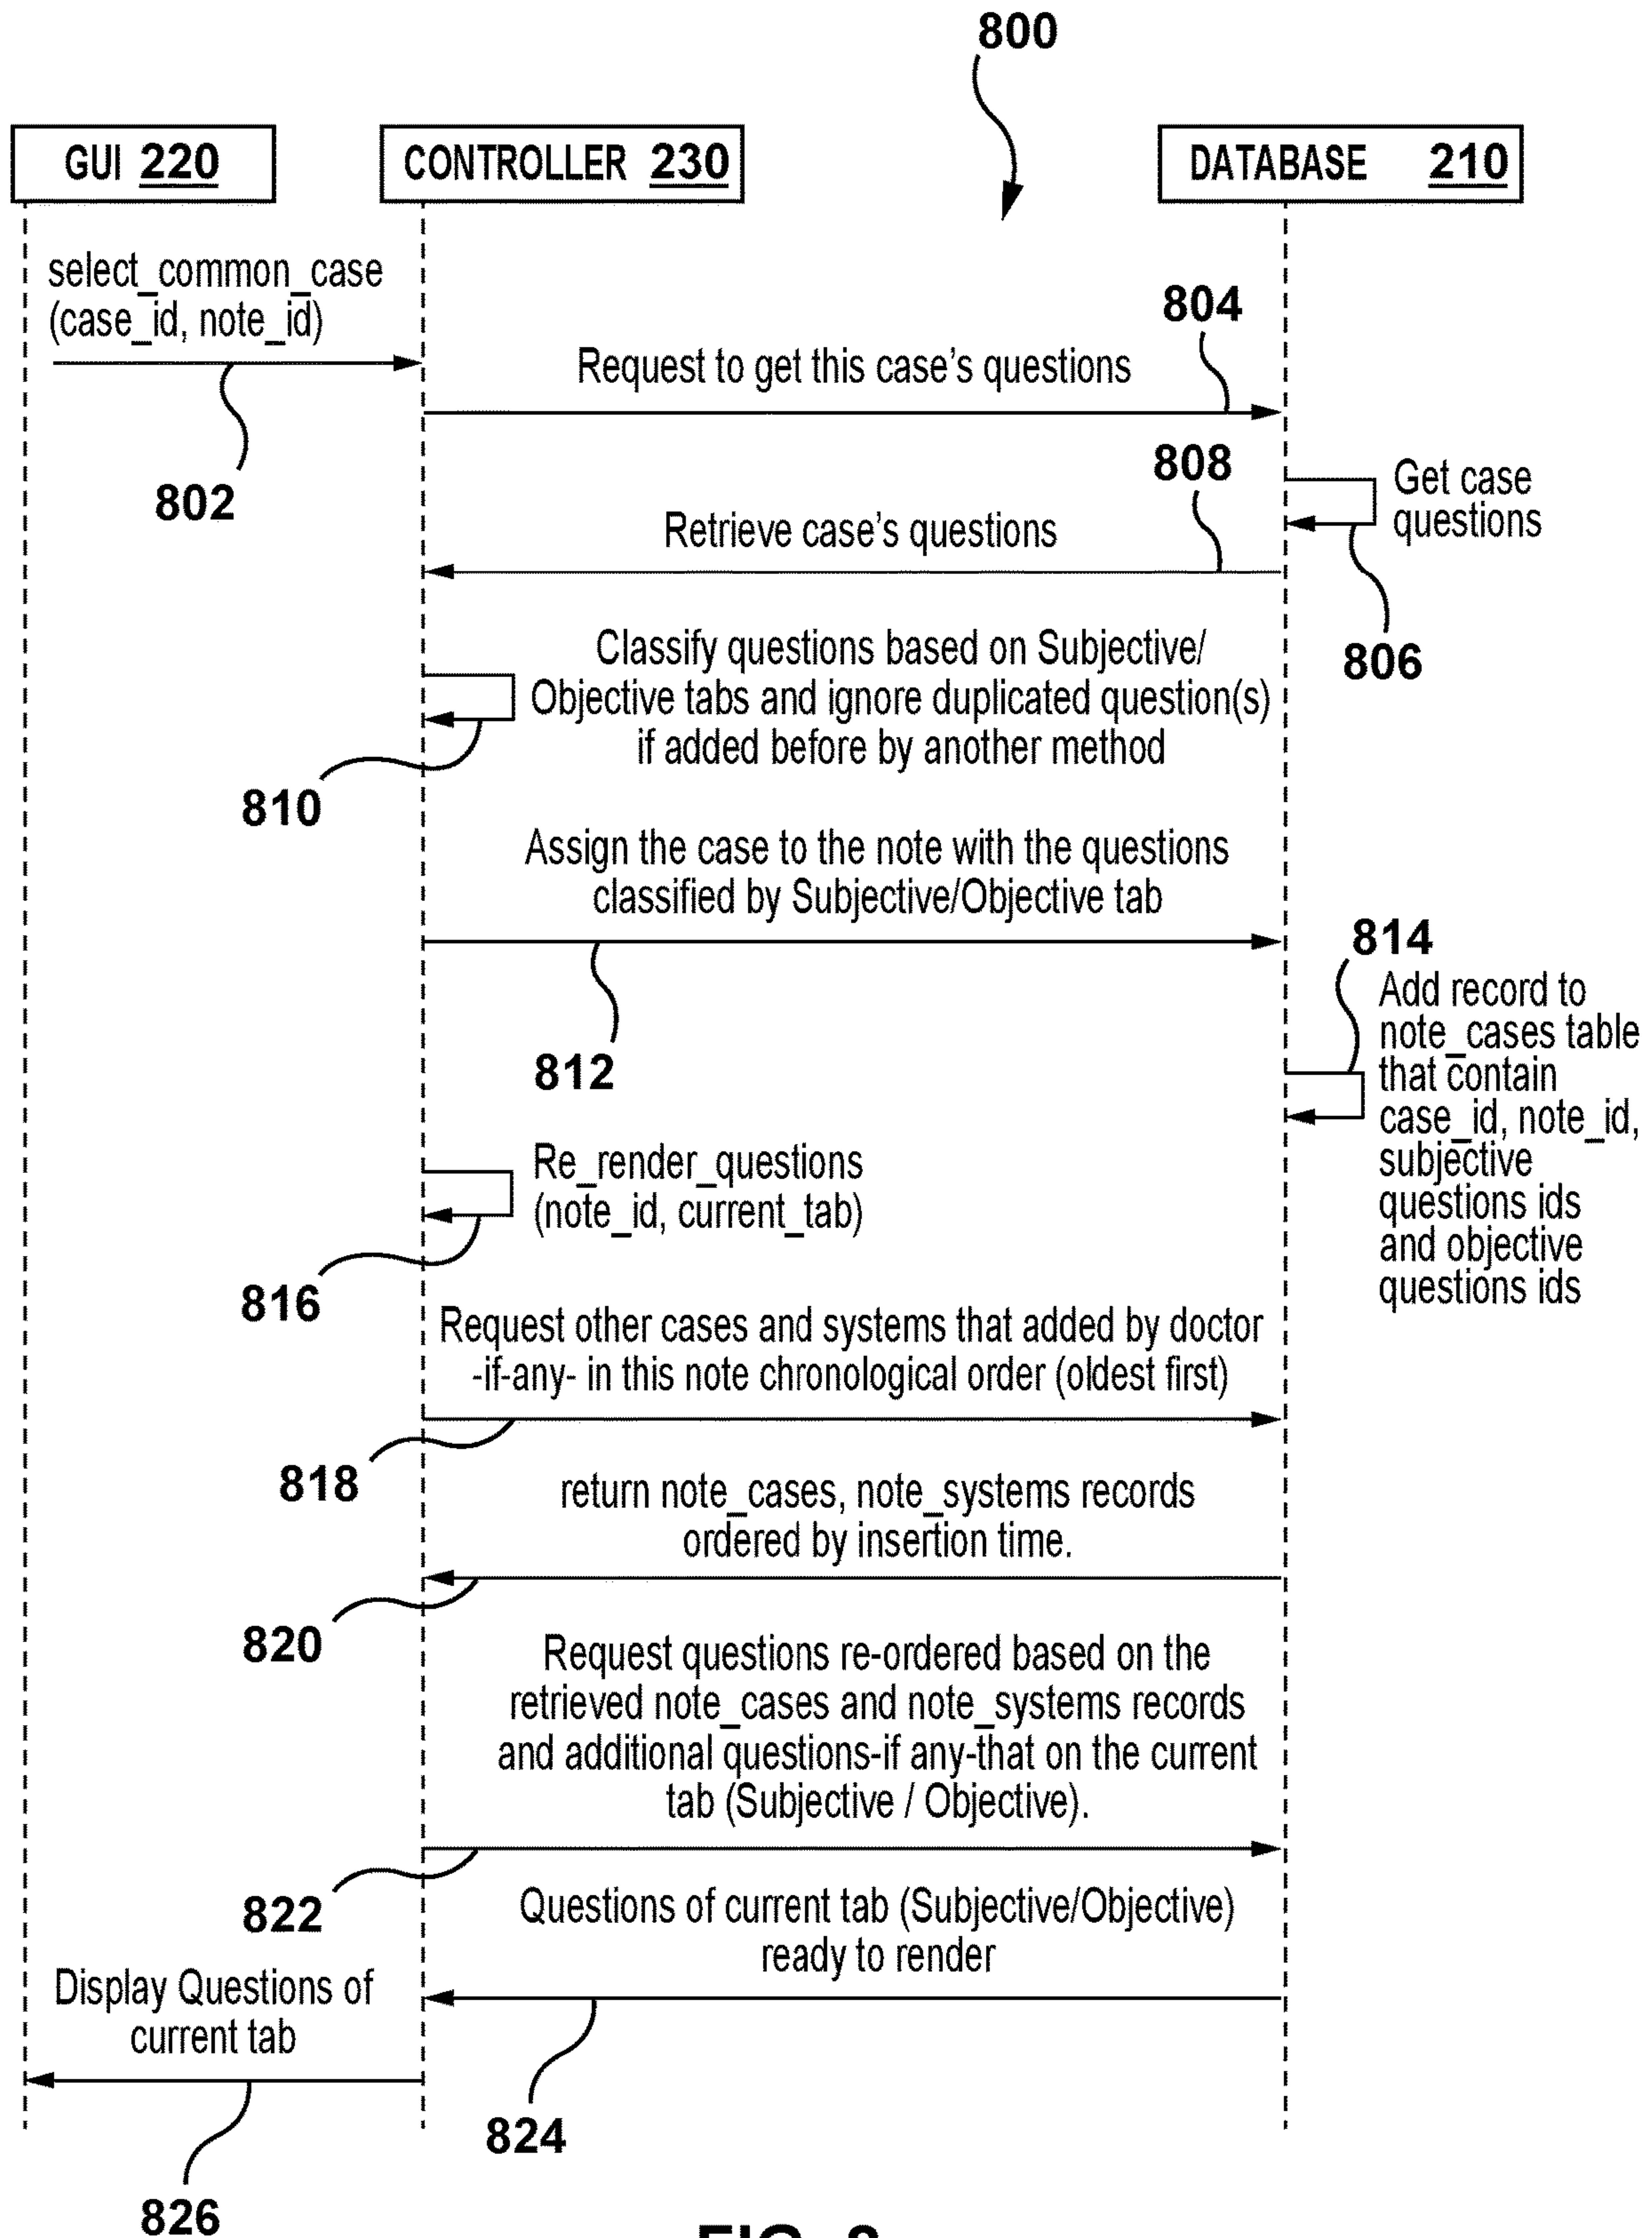 800
GUI 220
CONTROLLER 230
DATABASE 210
select_common_case
(case_id, note_id)
802
804
Request to get this case's questions
808
Get case
questions
806
Retrieve case's questions
Classify questions based on Subjective/
Objective tabs and ignore duplicated question(s)
if added before by another method
810
Assign the case to the note with the questions
classified by Subjective/Objective tab
812
814
Add record to
note_cases table
that contain
case_id, note_id,
subjective
questions ids
and objective
questions ids
Re_render_questions
(note_id, current_tab)
816
Request other cases and systems that added by doctor
-if-any- in this note chronological order (oldest first)
818
return note_cases, note_systems records
ordered by insertion time.
820
Request questions re-ordered based on the
retrieved note_cases and note_systems records
and additional questions-if any-that on the current
tab (Subjective / Objective).
822
Questions of current tab (Subjective/Objective)
ready to render
824
Display Questions of
current tab
826